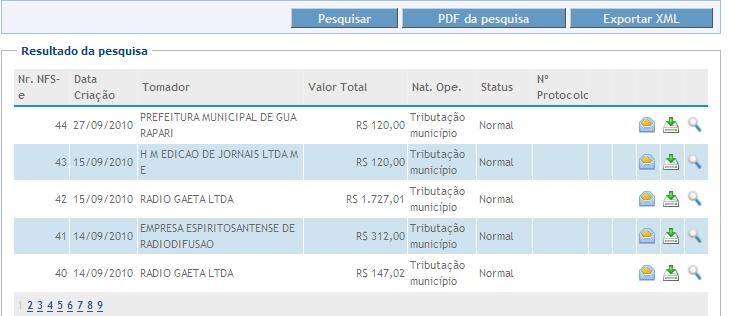 Pesquisar PDF da pesquisa Exportar XML
Resultado da pesquisa
Nr. NFS-e Data Criação Tomador Valor Total Nat. Ope. Status Nº Protocolo
44 27/09/2010 PREFEITURA MUNICIPAL DE GUA RAPARI R$ 120,00 Tributação município Normal
43 15/09/2010 H M EDICAO DE JORNAIS LTDA M E R$ 120,00 Tributação município Normal
42 15/09/2010 RADIO GAETA LTDA R$ 1.727,01 Tributação município Normal
41 14/09/2010 EMPRESA ESPIRITOSANTENSE DE RADIODIFUSAO R$ 312,00 Tributação município Normal
40 14/09/2010 RADIO GAETA LTDA R$ 147,02 Tributação município Normal
1 2 3 4 5 6 7 8 9